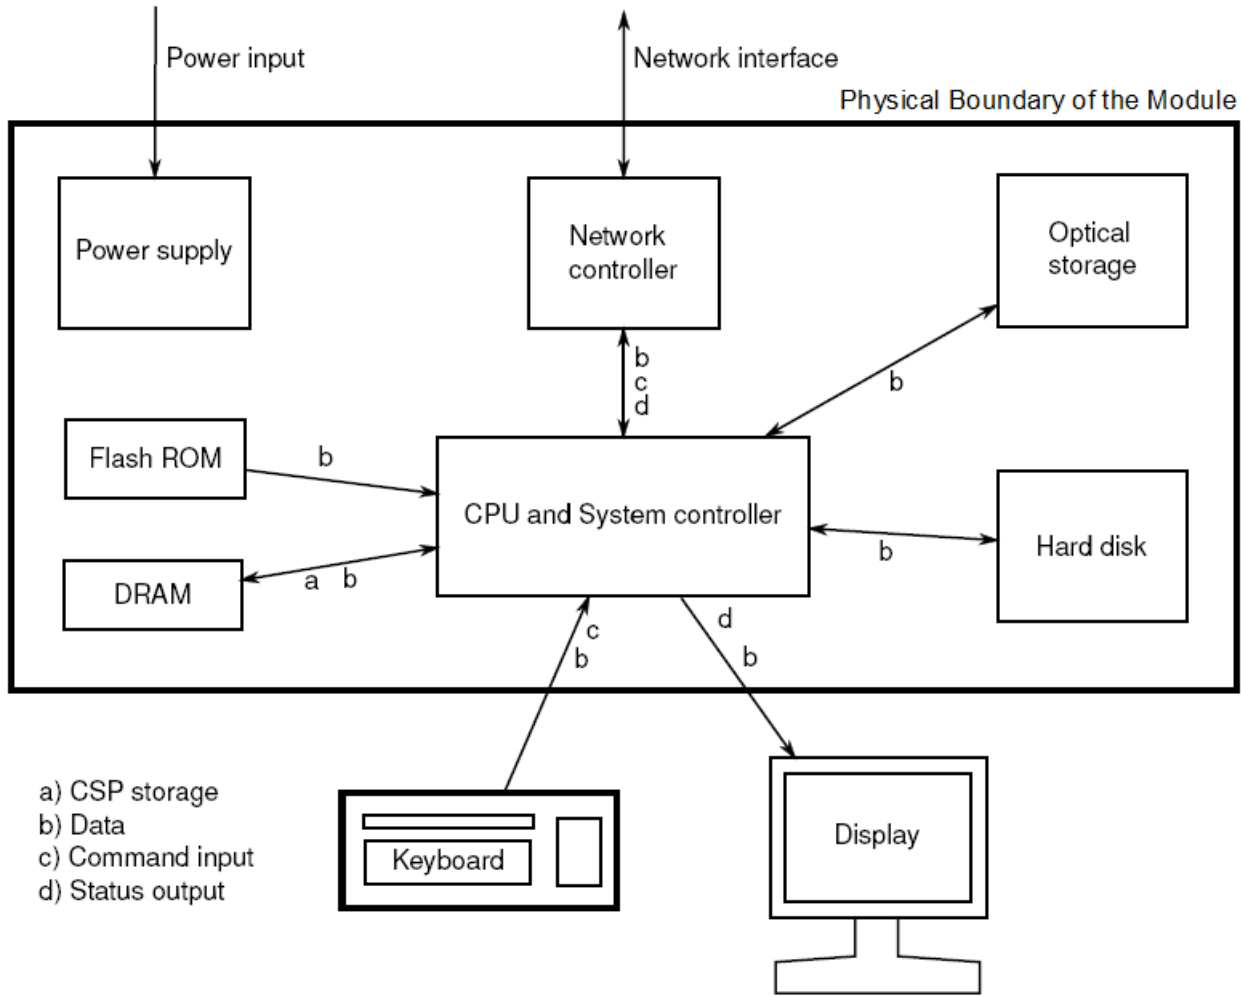 Power input
Network interface
Physical Boundary of the Module
Power supply
Network
controller
Optical
storage
b
c
d
b
Flash ROM
b
CPU and System controller
b
Hard disk
DRAM
a b
c
b
d
b
a) CSP storage
b) Data
c) Command input
d) Status output
Keyboard
Display